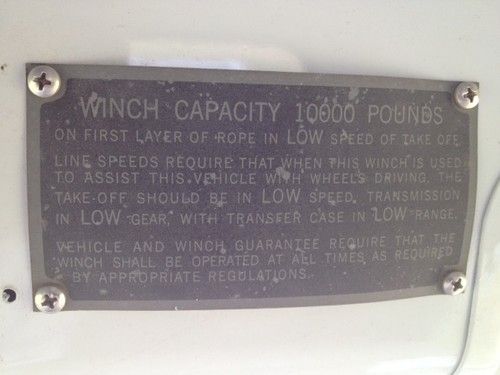 WINCH CAPACITY 10000 POUNDS
ON FIRST LAYER OF ROPE IN LOW SPEED OF TAKE OFF.
LINE SPEEDS REQUIRE THAT WHEN THIS WINCH IS USED
TO ASSIST THIS VEHICLE WITH WHEELS DRIVING, THE
TAKE-OFF SHOULD BE IN LOW SPEED, TRANSMISSION
IN LOW GEAR, WITH TRANSFER CASE IN LOW RANGE.
VEHICLE AND WINCH GUARANTEE REQUIRE THAT THE
WINCH SHALL BE OPERATED AT ALL TIMES AS REQUIRED
BY APPROPRIATE REGULATIONS.